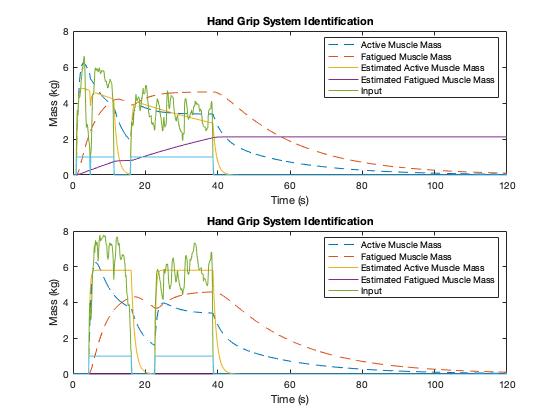 Hand Grip System Identification
8
6
4
2
0
Mass (kg)
Active Muscle Mass
Fatigued Muscle Mass
Estimated Active Muscle Mass
Estimated Fatigued Muscle Mass
Input
0 20 40 60 80 100 120
Time (s)
Hand Grip System Identification
8
6
4
2
0
Mass (kg)
Active Muscle Mass
Fatigued Muscle Mass
Estimated Active Muscle Mass
Estimated Fatigued Muscle Mass
Input
0 20 40 60 80 100 120
Time (s)